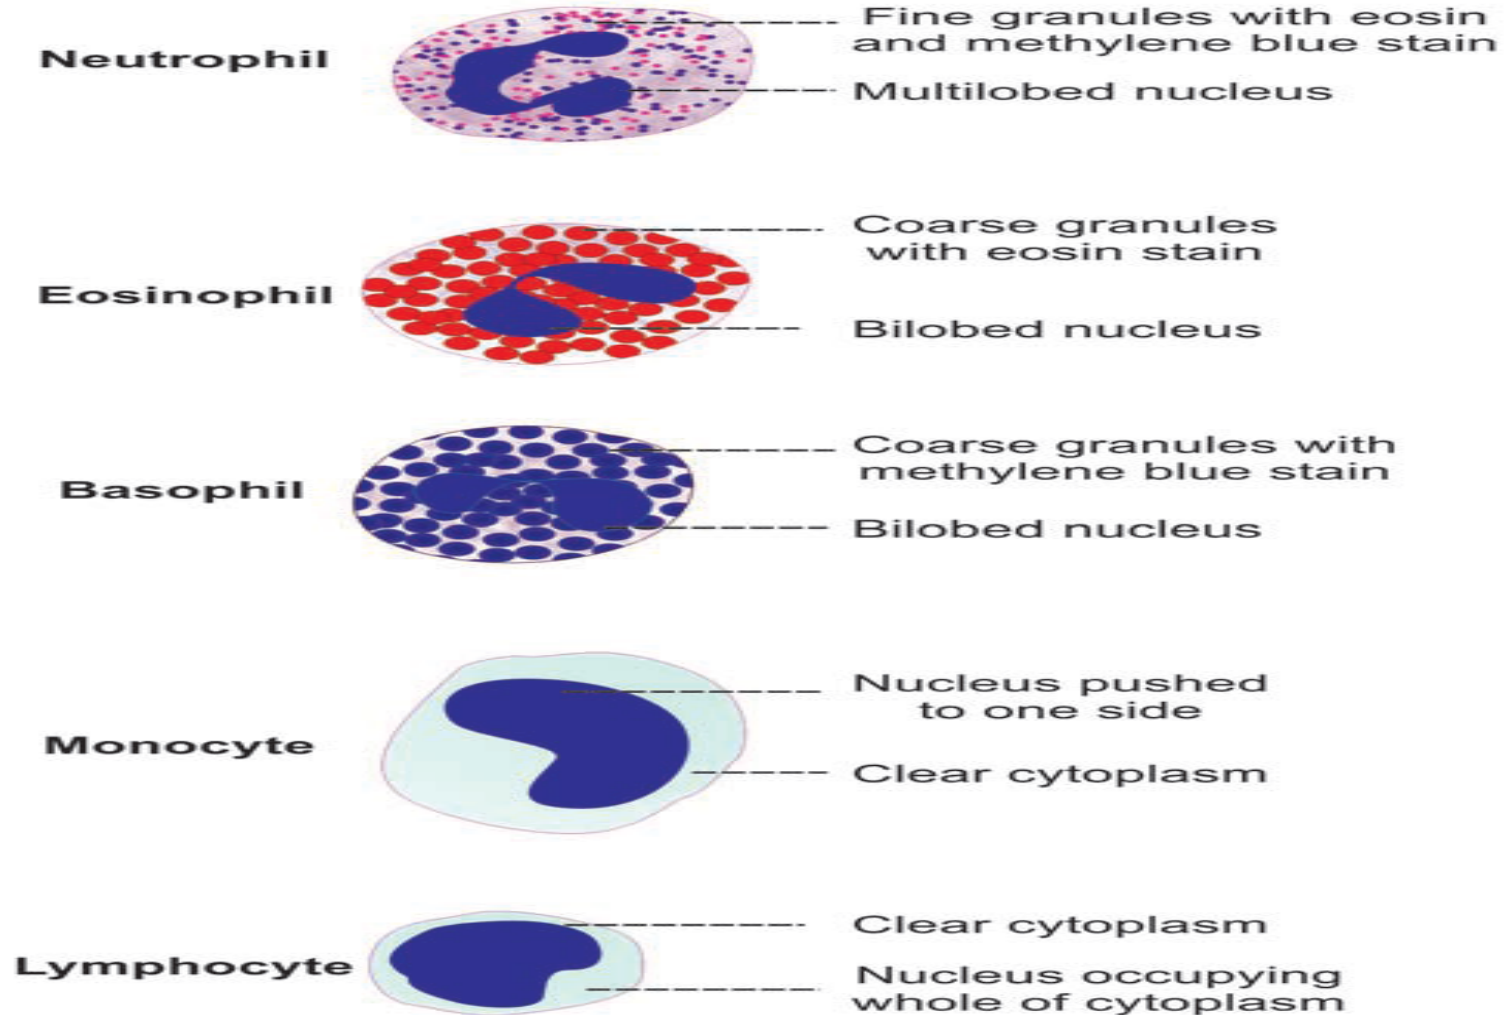 Neutrophil
Fine granules with eosin
and methylene blue stain
Multilobed nucleus
Eosinophil
Coarse granules
with eosin stain
Bilobed nucleus
Basophil
Coarse granules with
methylene blue stain
Bilobed nucleus
Monocyte
Nucleus pushed
to one side
Clear cytoplasm
Lymphocyte
Clear cytoplasm
Nucleus occupying
whole of cytoplasm